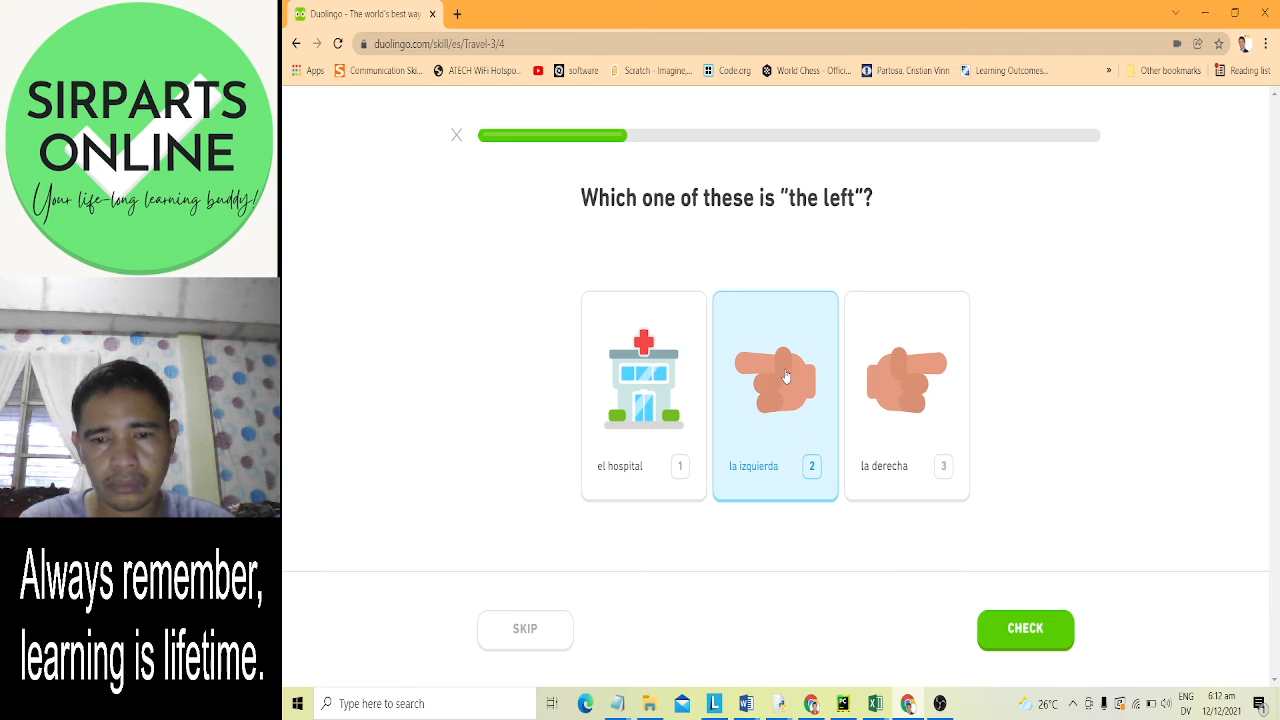 SIRPARTS
ONLINE
Your life-long learning buddy!
Always remember,
learning is lifetime.
Duolingo - The world's best way
duolingo.com/skill/es/Travel-3/4
Apps
Communication Ski...
ATECH WiFi Hotspo...
software
Scratch - Imagine,...
Code.org
World Chess - Offici...
Partosa, Christian Vinn
Learning Outcomes...
»
Other bookmarks
Reading list
X
Which one of these is "the left"?
el hospital 1
la izquierda 2
la derecha 3
SKIP
CHECK
Type here to search
26°C
ENG
DV
6:12 am
12/12/2021